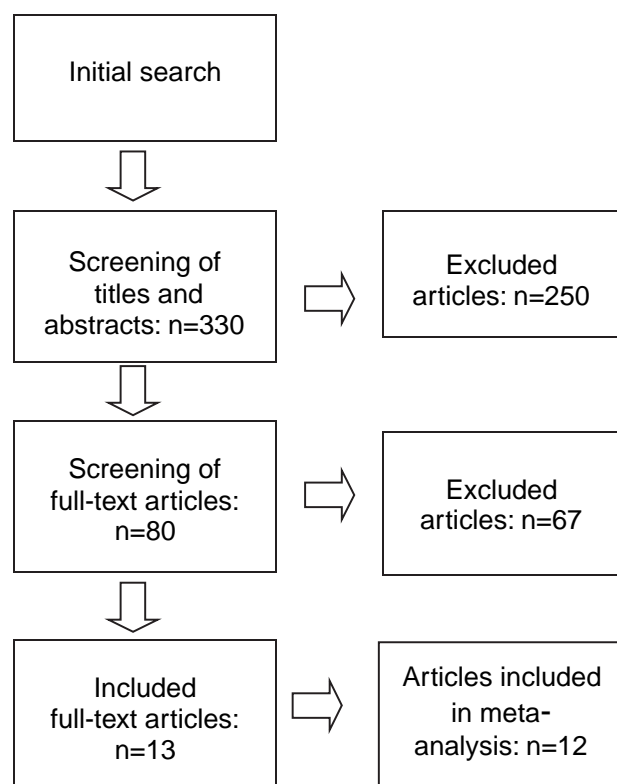 Initial search
Screening of
titles and
abstracts: n=330
Excluded
articles: n=250
Screening of
full-text articles:
n=80
Excluded
articles: n=67
Included
full-text articles:
n=13
Articles included
in meta-
analysis: n=12